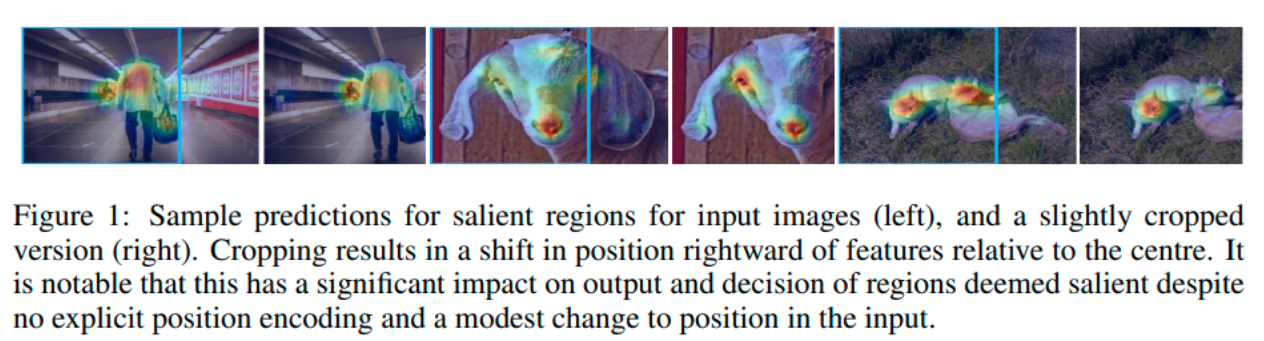 Figure 1: Sample predictions for salient regions for input images (left), and a slightly cropped
version (right). Cropping results in a shift in position rightward of features relative to the centre. It
is notable that this has a significant impact on output and decision of regions deemed salient despite
no explicit position encoding and a modest change to position in the input.